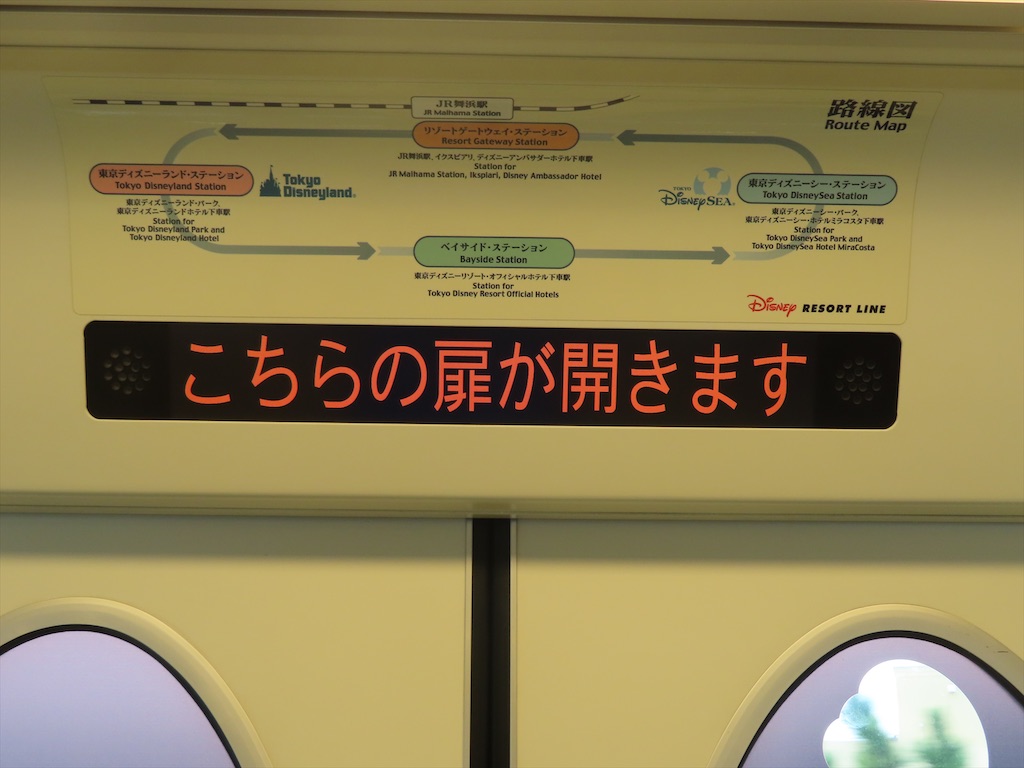 路線図
Route Map
JR舞浜駅
JR Maihama Station
リゾートゲートウェイ・ステーション
Resort Gateway Station
JR舞浜駅、イクスピアリ、ディズニーアンバサダーホテル下車駅
Station for
JR Maihama Station, Ikspiari, Disney Ambassador Hotel
東京ディズニーランド・ステーション
Tokyo Disneyland Station
東京ディズニーランド・パーク、
東京ディズニーランドホテル下車駅
Station for
Tokyo Disneyland Park and
Tokyo Disneyland Hotel
Tokyo
Disneyland
TOKYO
DISNEYSEA
東京ディズニーシー・ステーション
Tokyo DisneySea Station
東京ディズニーシー・パーク、
東京ディズニーシー・ホテルミラコスタ下車駅
Station for
Tokyo DisneySea Park and
Tokyo DisneySea Hotel MiraCosta
ベイサイド・ステーション
Bayside Station
東京ディズニーリゾート・オフィシャルホテル下車駅
Station for
Tokyo Disney Resort Official Hotels
Disney RESORT LINE
こちらの扉が開きます